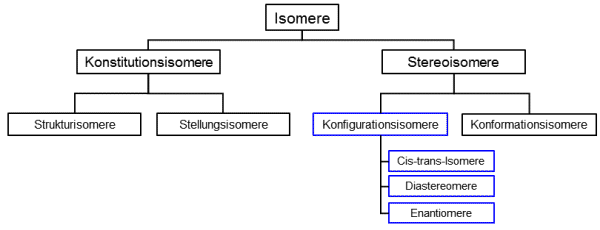 Isomere
Konstitutionsisomere
Stereoisomere
Strukturisomere
Stellungsisomere
Konfigurationsisomere
Konformationsisomere
Cis-trans-Isomere
Diastereomere
Enantiomere